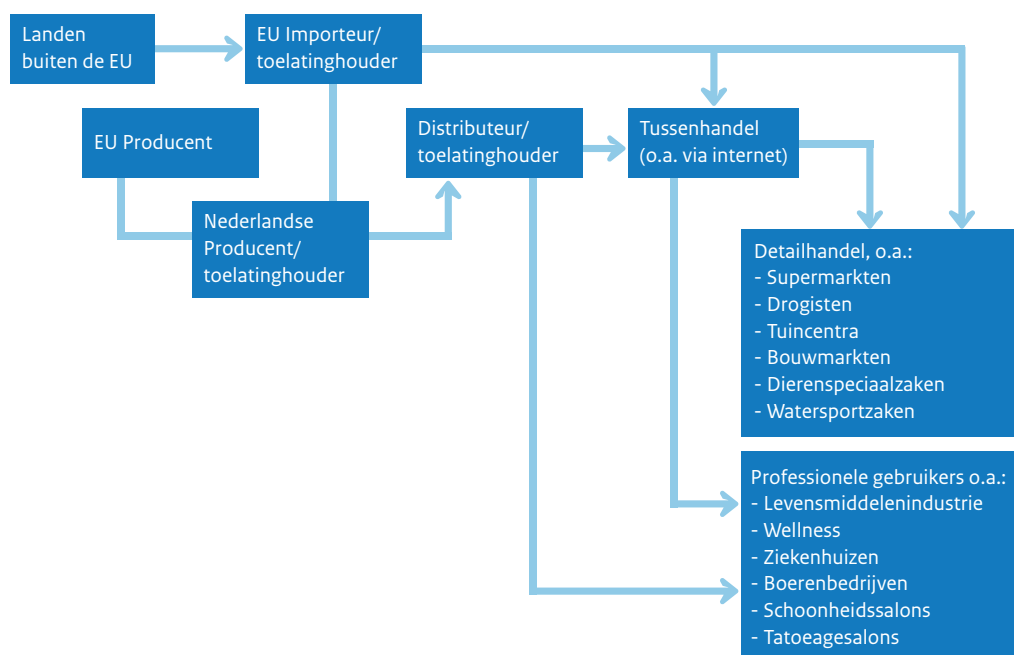 Landen
buiten de EU
EU Importeur/
toelatinghouder
EU Producent
Distributeur/
toelatinghouder
Tussenhandel
(o.a. via internet)
Nederlandse
Producent/
toelatinghouder
Detailhandel, o.a.:
- Supermarkten
- Drogisten
- Tuincentra
- Bouwmarkten
- Dierenspeciaalzaken
- Watersportzaken
Professionele gebruikers o.a.:
- Levensmiddelenindustrie
- Wellness
- Ziekenhuizen
- Boerenbedrijven
- Schoonheidssalons
- Tatoeagesalons